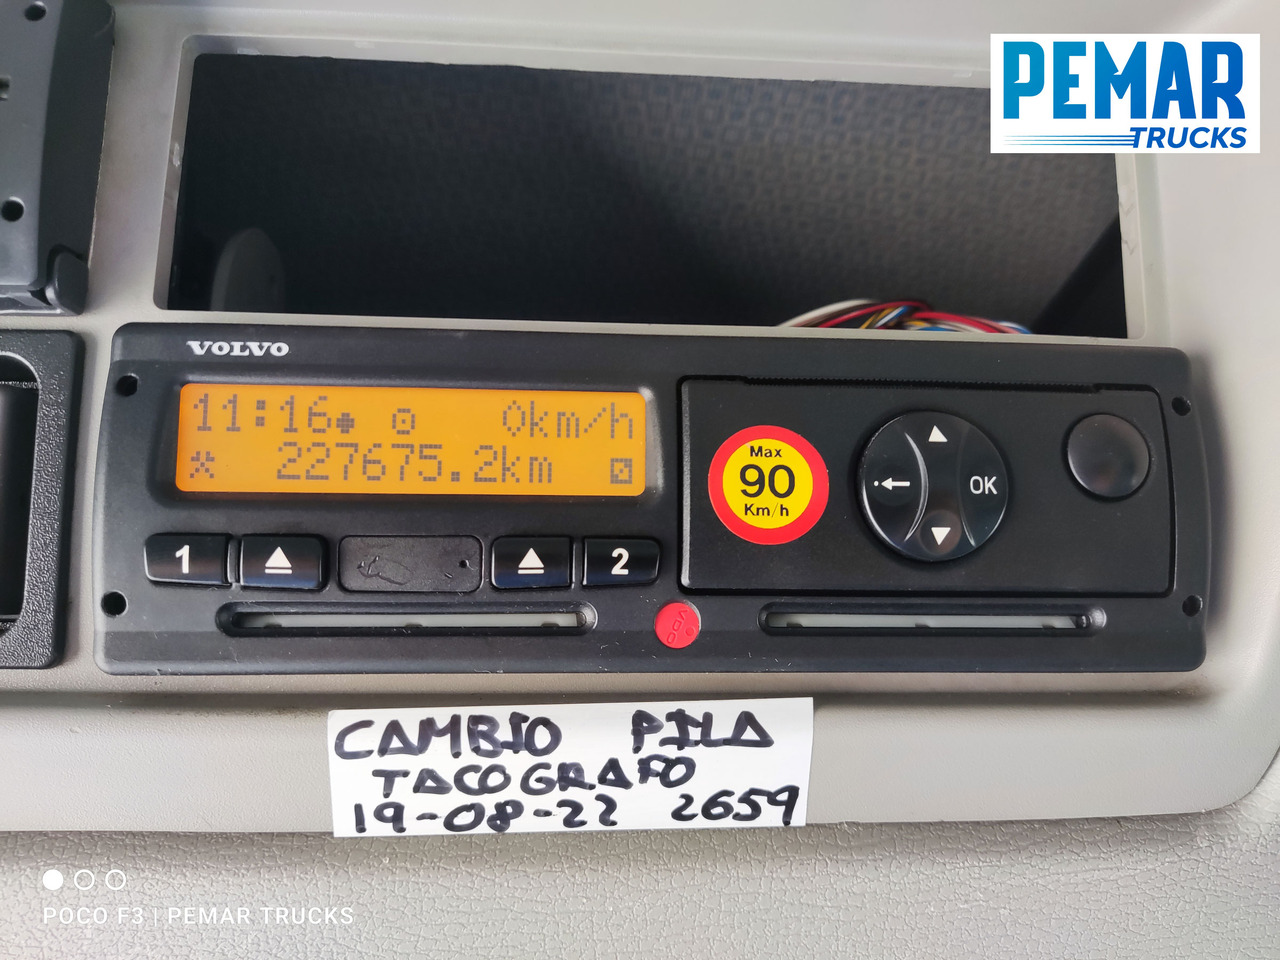 PEMAR
TRUCKS
VOLVO
11:16 0km/h
227675.2km
1
2
Max
90
Km/h
OK
VDO
CAMBIO PILA
TACOGRAFO
19-08-22 2659
POCO F3 | PEMAR TRUCKS